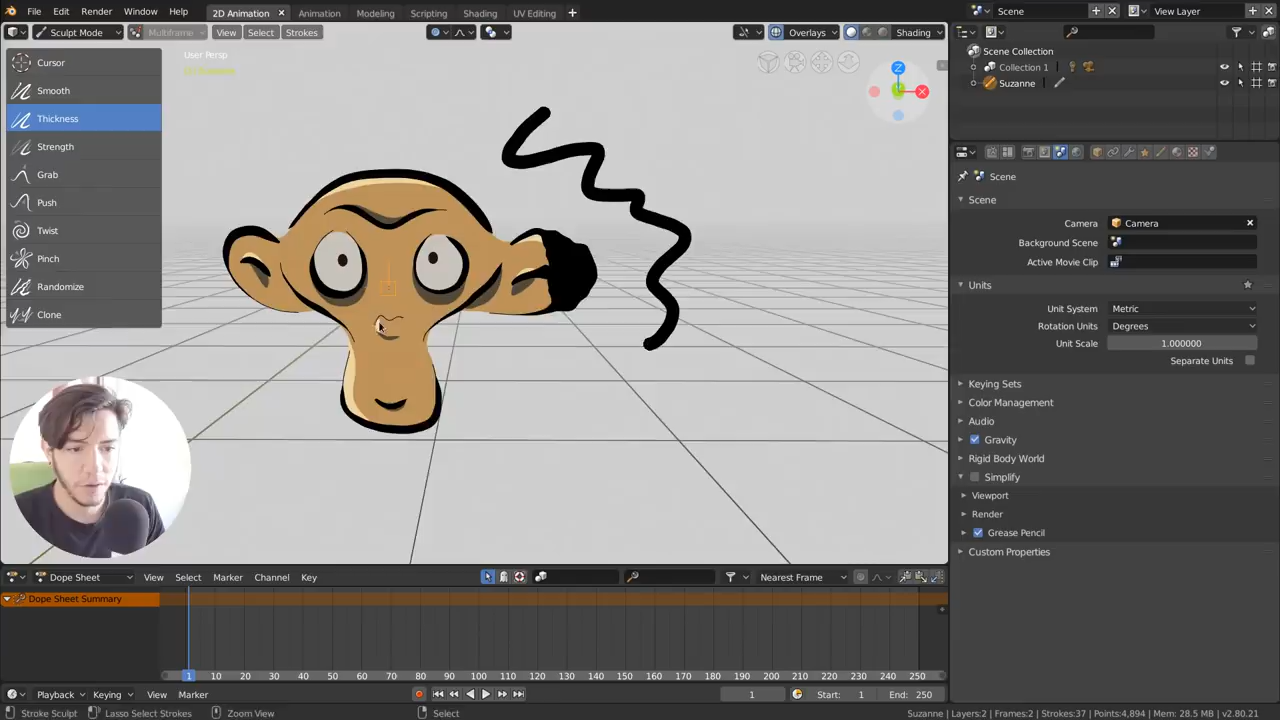 File Edit Render Window Help 2D Animation Animation Modeling Scripting Shading UV Editing Scene View Layer
Sculpt Mode Multiframe View Select Strokes Overlays Shading
User Persp
Cursor
Smooth
Thickness
Strength
Grab
Push
Twist
Pinch
Randomize
Clone
Z
X
Scene Collection
Collection 1
Suzanne
Scene
Scene
Camera Camera
Background Scene
Active Movie Clip
Units
Unit System Metric
Rotation Units Degrees
Unit Scale 1.000000
Separate Units
Keying Sets
Color Management
Audio
Gravity
Rigid Body World
Simplify
Viewport
Render
Grease Pencil
Custom Properties
Dope Sheet View Select Marker Channel Key Nearest Frame
Dope Sheet Summary
1 10 20 30 40 50 60 70 80 90 100 110 120 130 140 150 160 170 180 190 200 210 220 230 240 250
Playback Keying View Marker 1 Start: 1 End: 250
Stroke Sculpt Lasso Select Strokes Zoom View Select Suzanne | Layers:2 | Frames:2 | Strokes:37 | Points:4,894 | Mem: 28.5 MB | v2.80.21